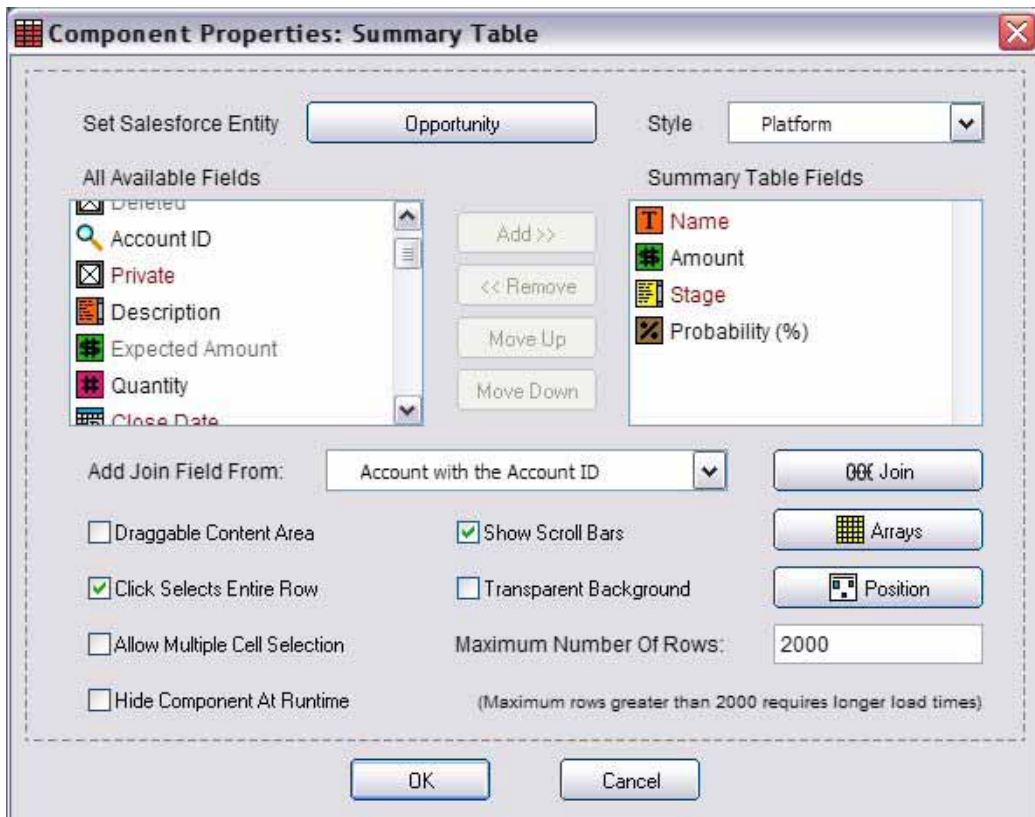 Component Properties: Summary Table
Set Salesforce Entity Opportunity Style Platform
All Available Fields Summary Table Fields
Deleted
Account ID
Private
Description
Expected Amount
Quantity
Close Date
Add >>
<< Remove
Move Up
Move Down
Name
Amount
Stage
Probability (%)
Add Join Field From: Account with the Account ID Join
Draggable Content Area Show Scroll Bars Arrays
Click Selects Entire Row Transparent Background Position
Allow Multiple Cell Selection Maximum Number Of Rows: 2000
Hide Component At Runtime (Maximum rows greater than 2000 requires longer load times)
OK Cancel